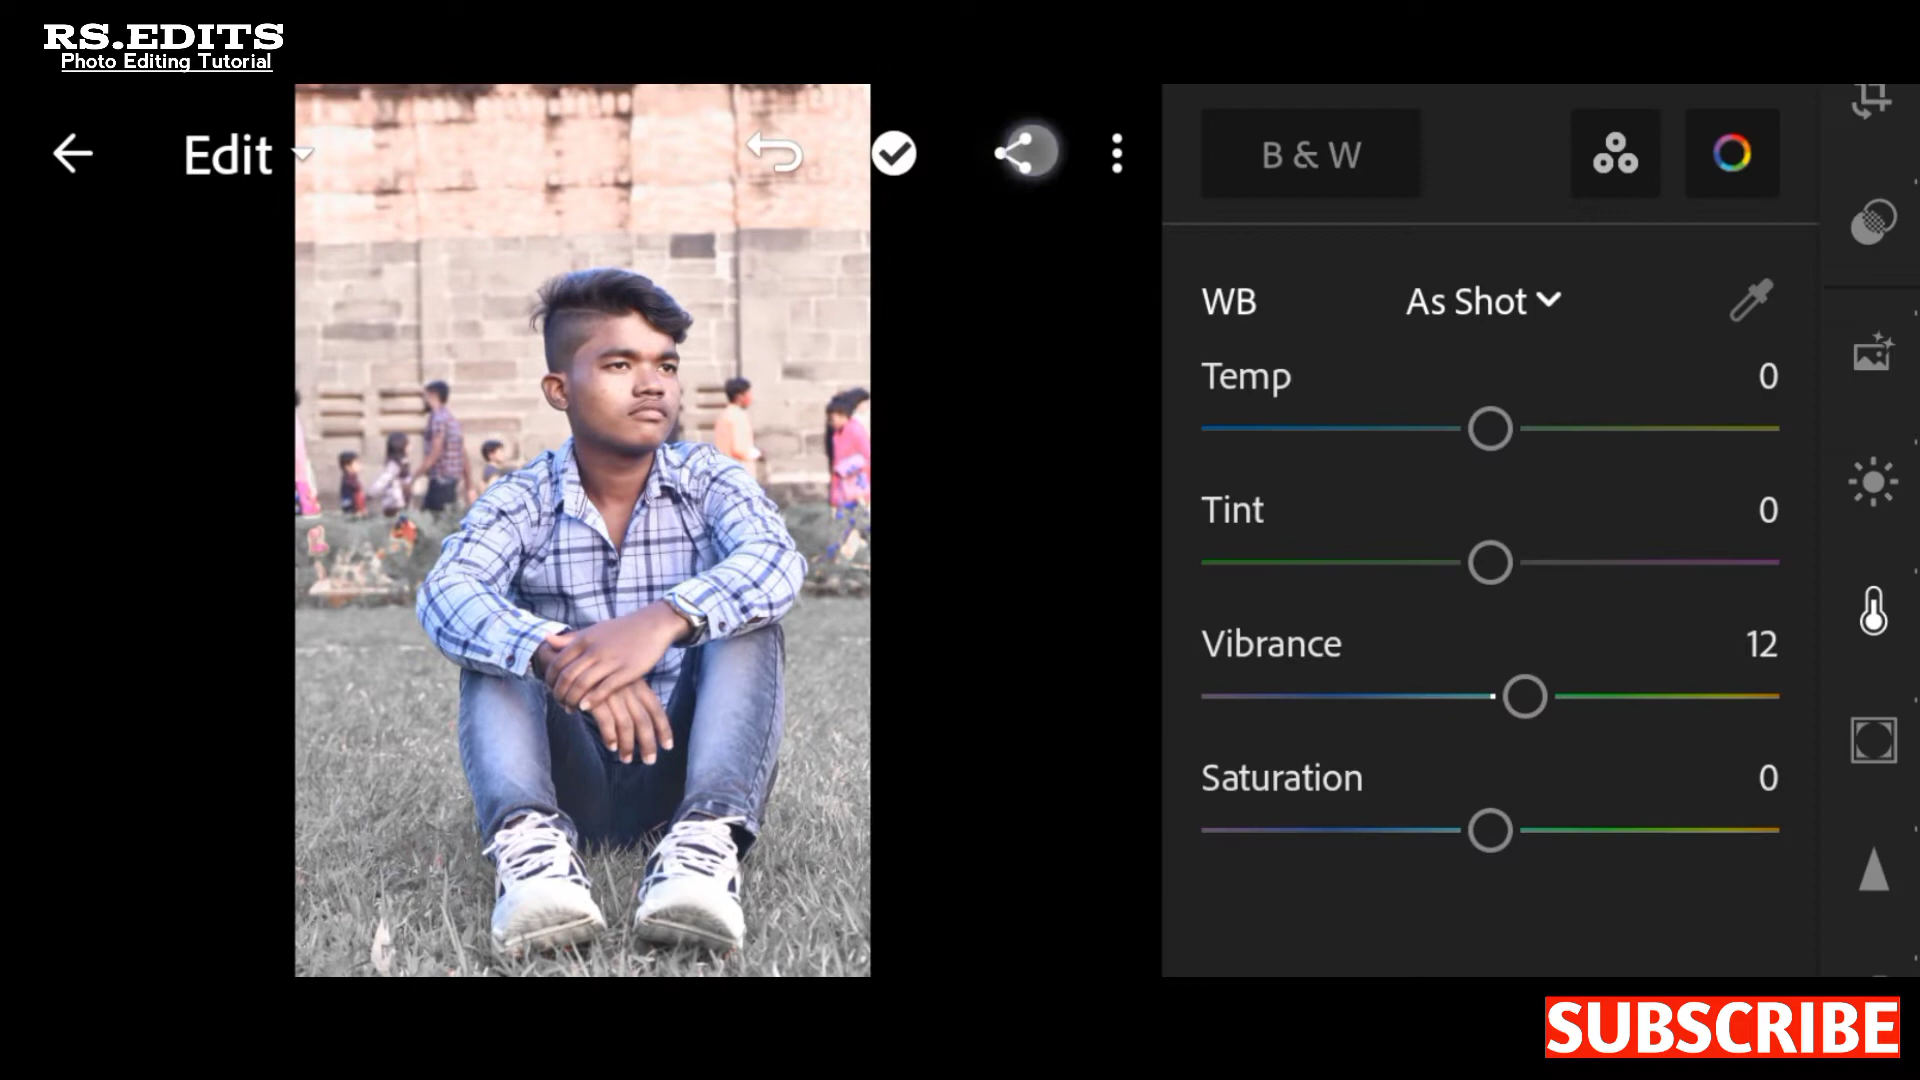 RS.EDITS
Photo Editing Tutorial
Edit
B & W
WB As Shot
Temp 0
Tint 0
Vibrance 12
Saturation 0
SUBSCRIBE